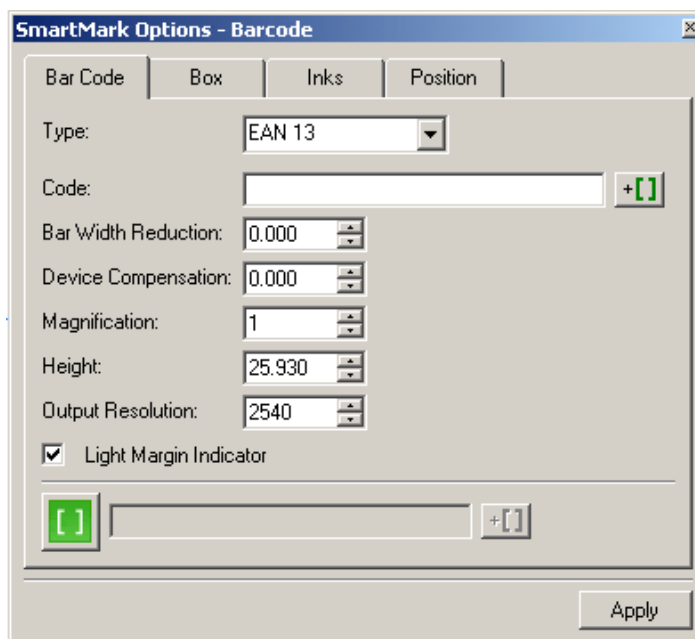 SmartMark Options - Barcode
Bar Code Box Inks Position
Type: EAN 13
Code: +[]
Bar Width Reduction: 0.000
Device Compensation: 0.000
Magnification: 1
Height: 25.930
Output Resolution: 2540
Light Margin Indicator
[ ] +[]
Apply